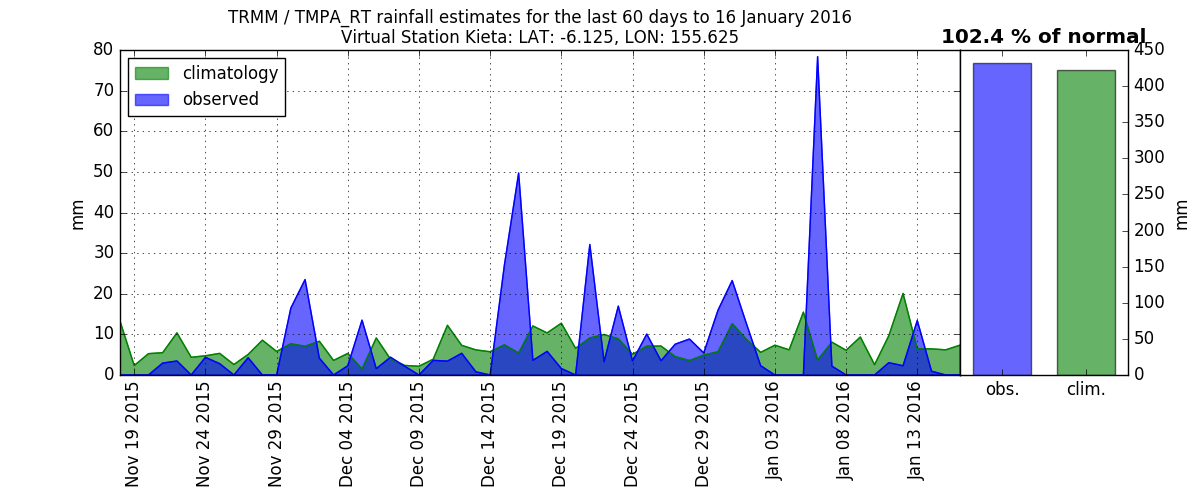 TRMM / TMPA_RT rainfall estimates for the last 60 days to 16 January 2016
Virtual Station Kieta: LAT: -6.125, LON: 155.625
102.4 % of normal
climatology
observed
mm
80
70
60
50
40
30
20
10
0
Nov 19 2015
Nov 24 2015
Nov 29 2015
Dec 04 2015
Dec 09 2015
Dec 14 2015
Dec 19 2015
Dec 24 2015
Dec 29 2015
Jan 03 2016
Jan 08 2016
Jan 13 2016
450
400
350
300
250
200
150
100
50
0
mm
obs.
clim.